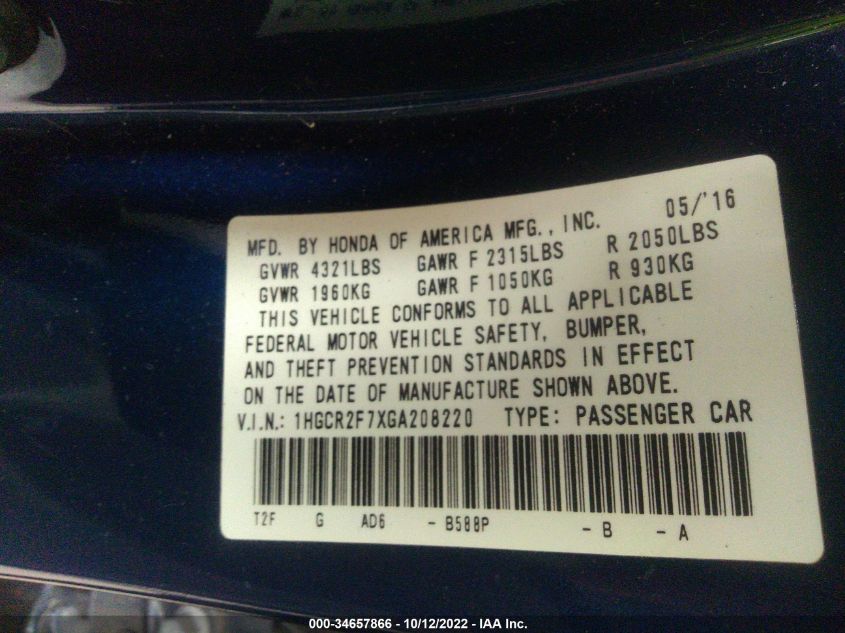 MFD. BY HONDA OF AMERICA MFG., INC. 05/'16
GVWR 4321LBS GAWR F 2315LBS R 2050LBS
GVWR 1960KG GAWR F 1050KG R 930KG
THIS VEHICLE CONFORMS TO ALL APPLICABLE
FEDERAL MOTOR VEHICLE SAFETY, BUMPER,
AND THEFT PREVENTION STANDARDS IN EFFECT
ON THE DATE OF MANUFACTURE SHOWN ABOVE.
V.I.N.: 1HGCR2F7XGA208220 TYPE: PASSENGER CAR
T2F G AD6 - B588P - B - A
000-34657866 - 10/12/2022 - IAA Inc.